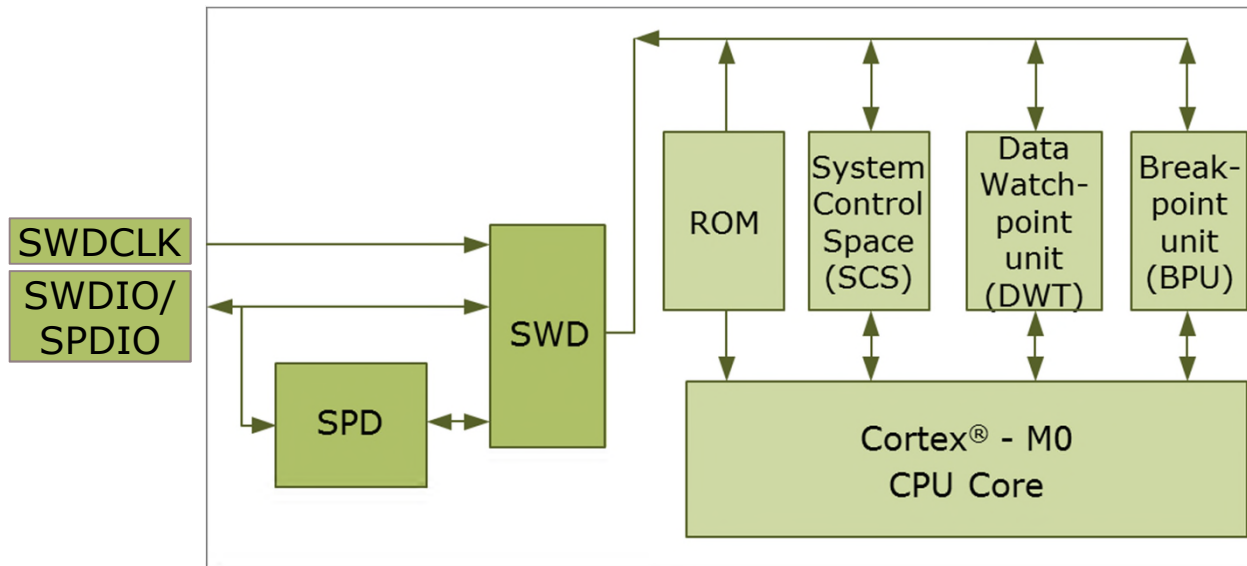 SWDCLK
SWDIO/
SPDIO
SPD
SWD
ROM
System
Control
Space
(SCS)
Data
Watch-
point
unit
(DWT)
Break-
point
unit
(BPU)
Cortex® - M0
CPU Core